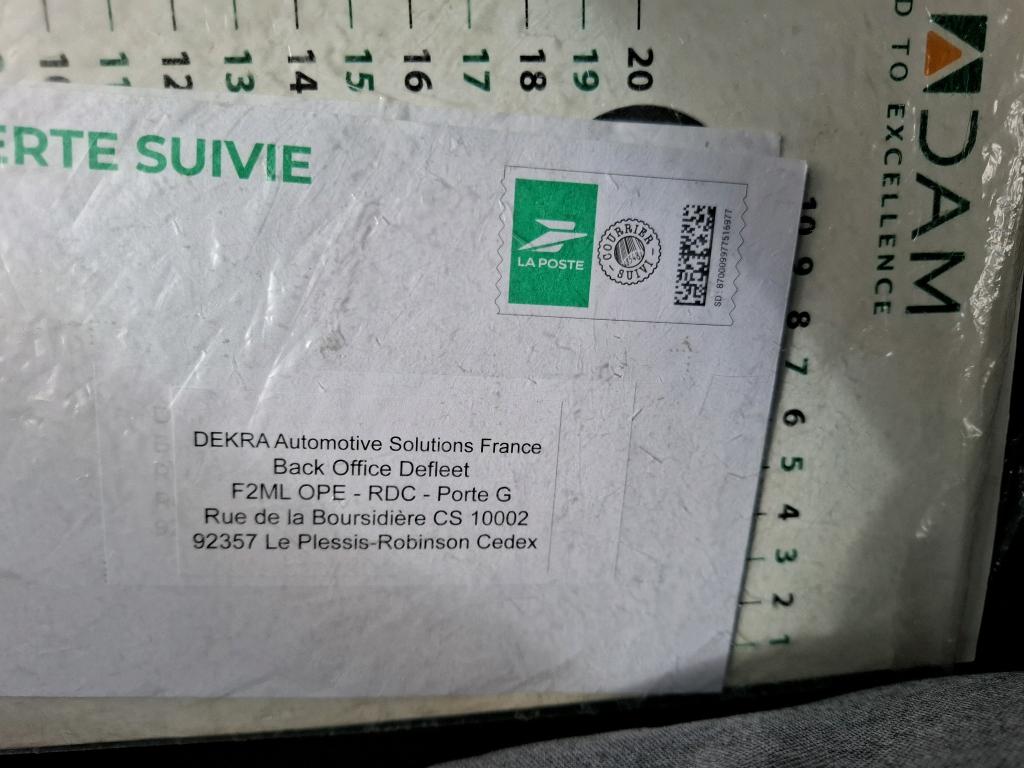 10
11
12
13
14
15
16
17
18
19
20
D TO EXCELLENCE
ADAM
ERTE SUIVIE
LA POSTE
COURRIER
SUIVI
10
9
8
7
6
5
4
3
2
1
DEKRA Automotive Solutions France
Back Office Defleet
F2ML OPE - RDC - Porte G
Rue de la Boursidière CS 10002
92357 Le Plessis-Robinson Cedex